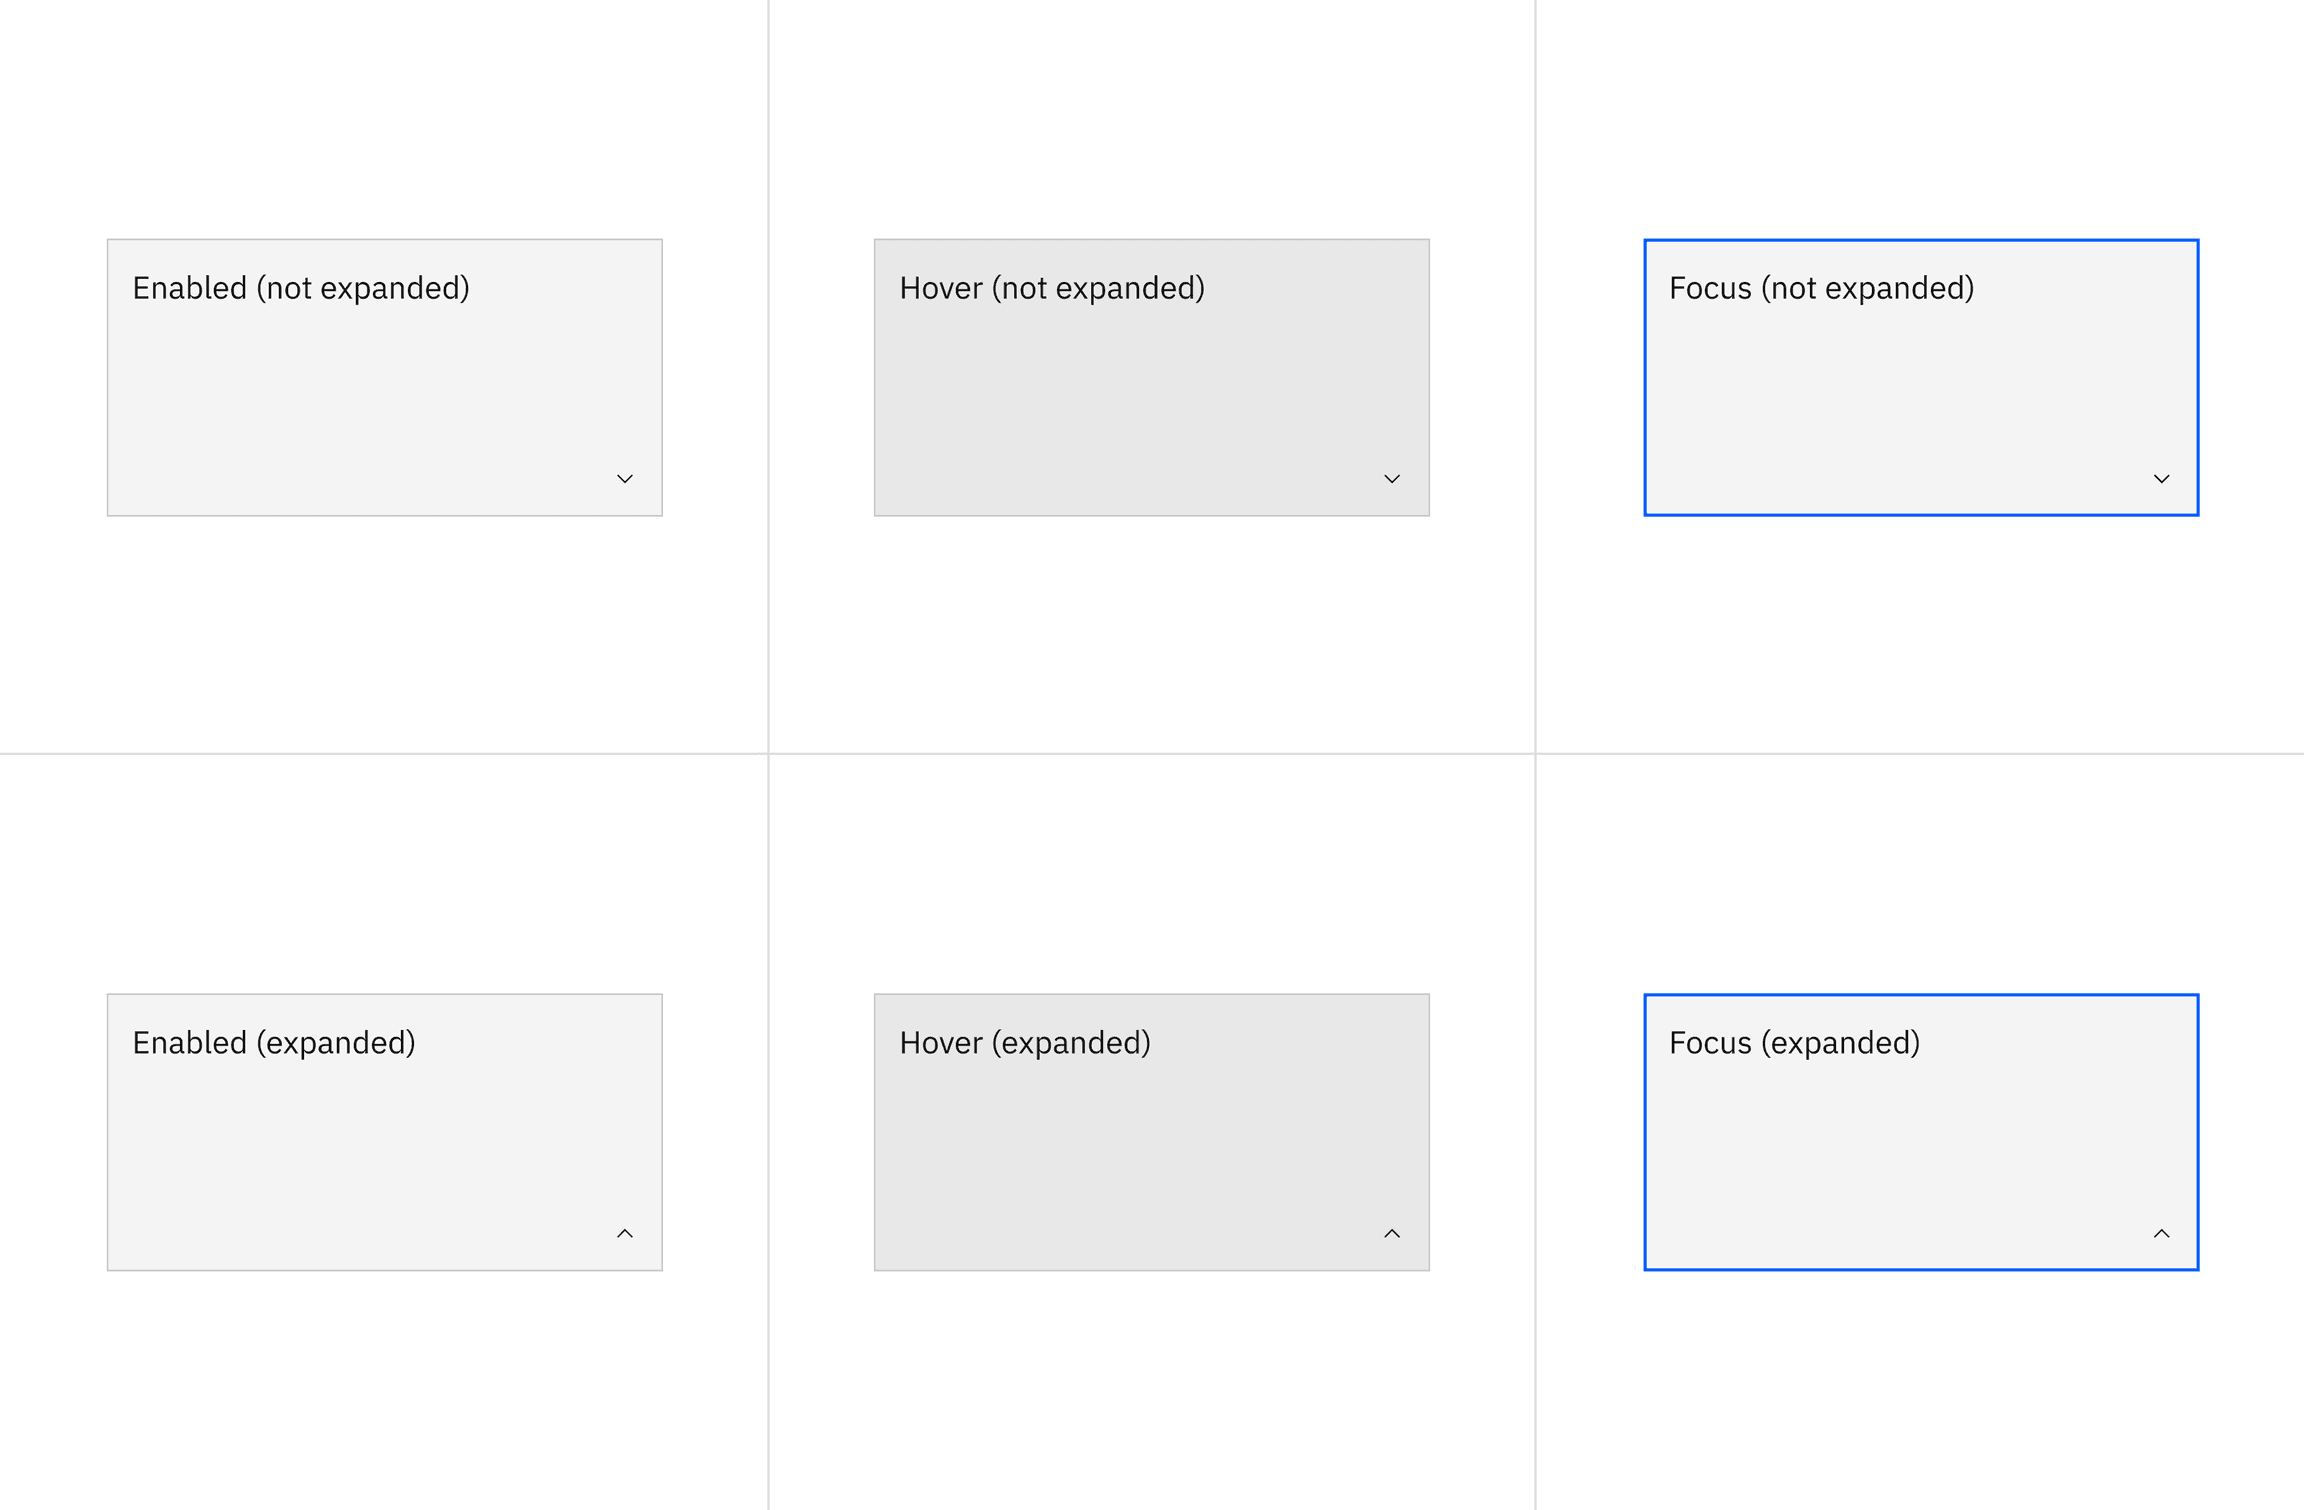 Enabled (not expanded)
Hover (not expanded)
Focus (not expanded)
Enabled (expanded)
Hover (expanded)
Focus (expanded)